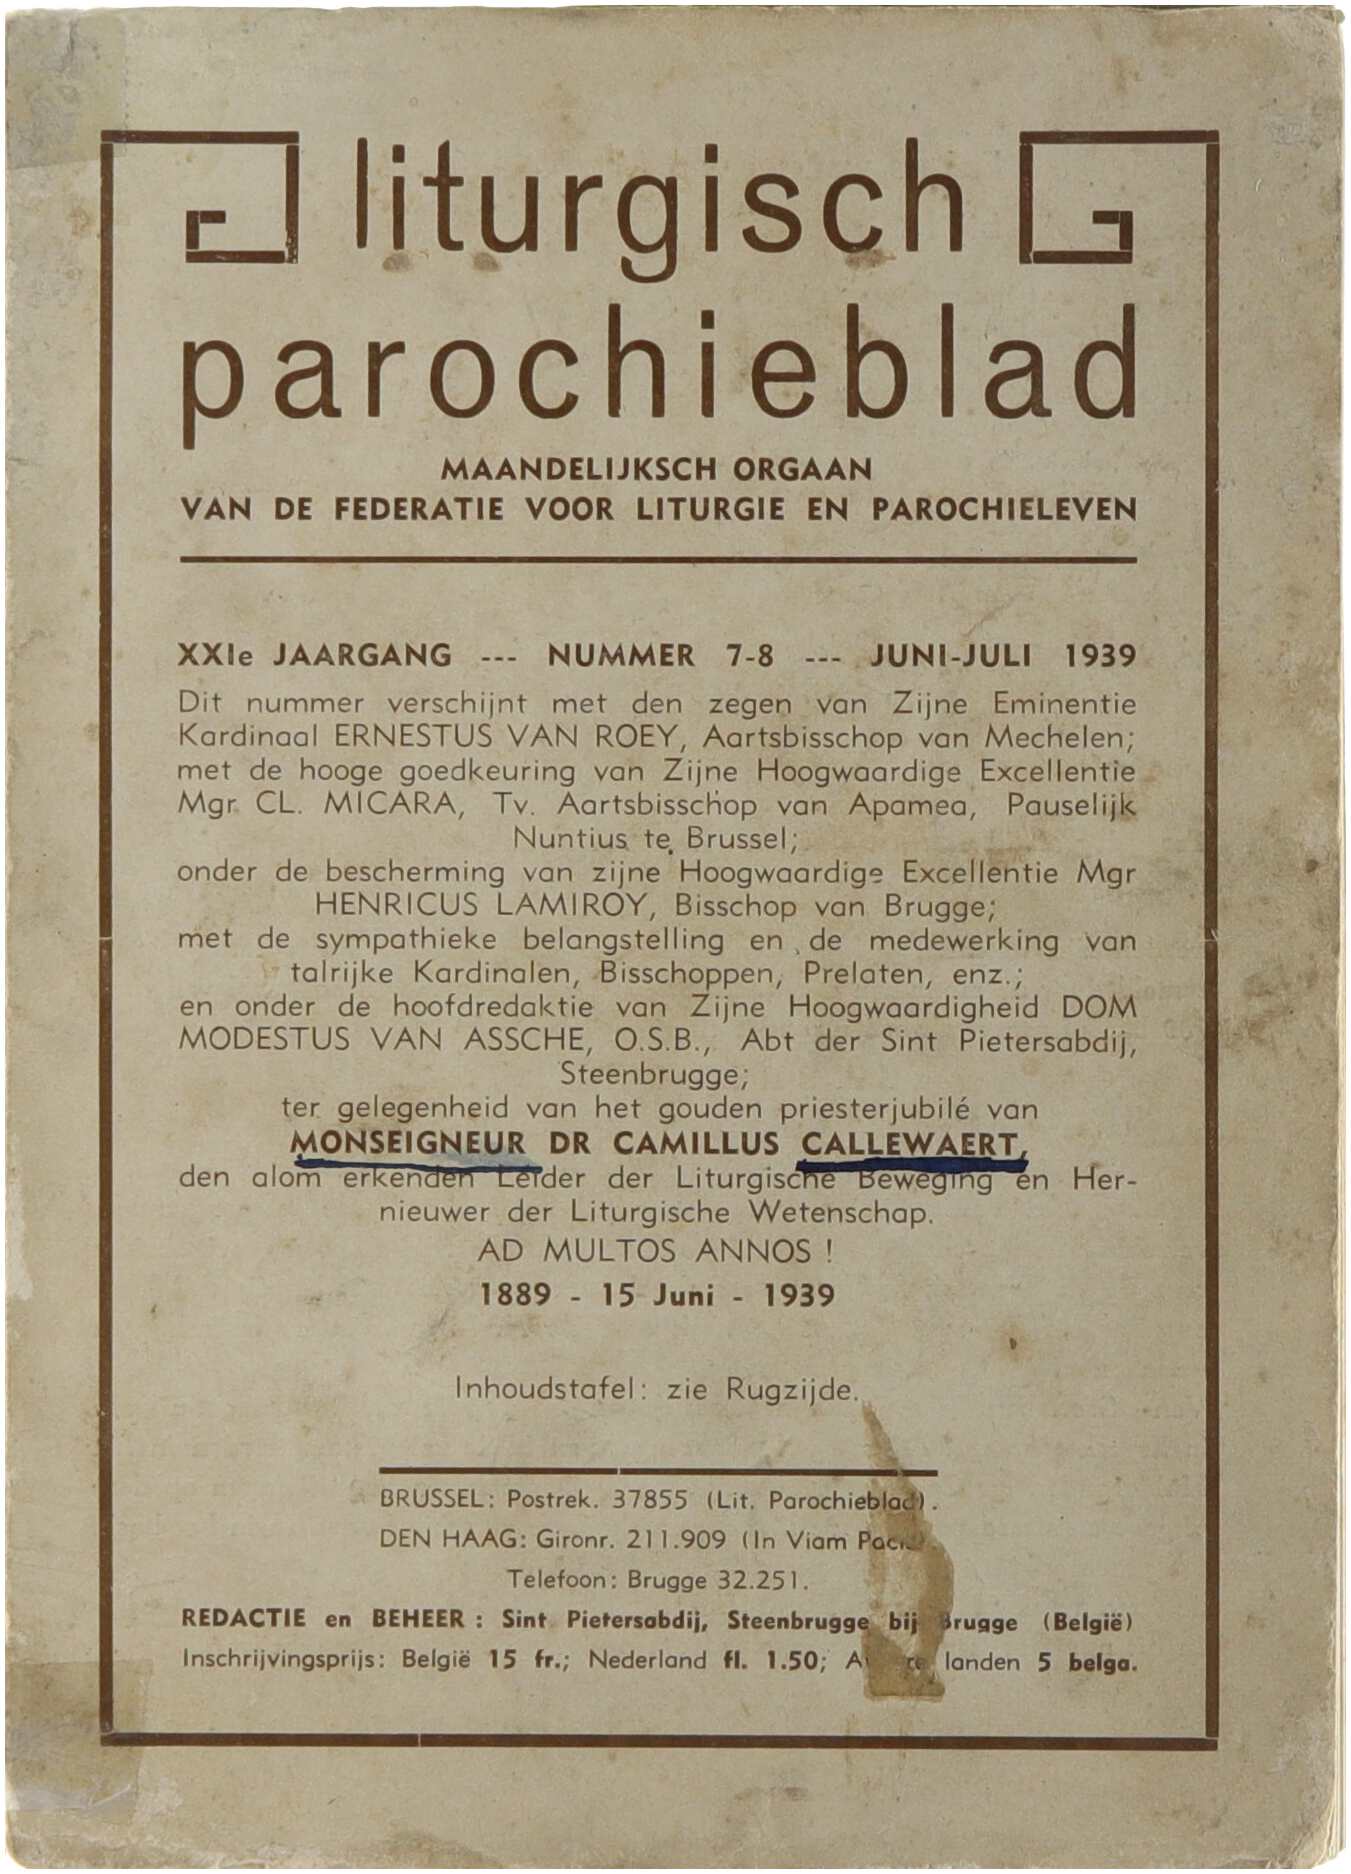 liturgisch
parochieblad
MAANDELIJKSCH ORGAAN
VAN DE FEDERATIE VOOR LITURGIE EN PAROCHIELEVEN
XXIe JAARGANG --- NUMMER 7-8 --- JUNI-JULI 1939
Dit nummer verschijnt met den zegen van Zijne Eminentie
Kardinaal ERNESTUS VAN ROEY, Aartsbisschop van Mechelen;
met de hooge goedkeuring van Zijne Hoogwaardige Excellentie
Mgr CL. MICARA, Tv. Aartsbisschop van Apamea, Pauselijk
Nuntius te Brussel;
onder de bescherming van zijne Hoogwaardige Excellentie Mgr
HENRICUS LAMIROY, Bisschop van Brugge;
met de sympathieke belangstelling en de medewerking van
talrijke Kardinalen, Bisschoppen, Prelaten, enz.;
en onder de hoofdredaktie van Zijne Hoogwaardigheid DOM
MODESTUS VAN ASSCHE, O.S.B., Abt der Sint Pietersabdij,
Steenbrugge;
ter gelegenheid van het gouden priesterjubilé van
MONSEIGNEUR DR CAMILLUS CALLEWAERT,
den alom erkenden Leider der Liturgische Beweging en Her-
nieuwer der Liturgische Wetenschap.
AD MULTOS ANNOS !
1889 - 15 Juni - 1939
Inhoudstafel: zie Rugzijde.
BRUSSEL: Postrek. 37855 (Lit. Parochieblad).
DEN HAAG: Gironr. 211.909 (In Viam
Telefoon: Brugge 32.251.
REDACTIE en BEHEER : Sint Pietersabdij, Steenbrugge bij Brugge (België)
Inschrijvingsprijs: België 15 fr.; Nederland fl. 1.50; landen 5 belga.